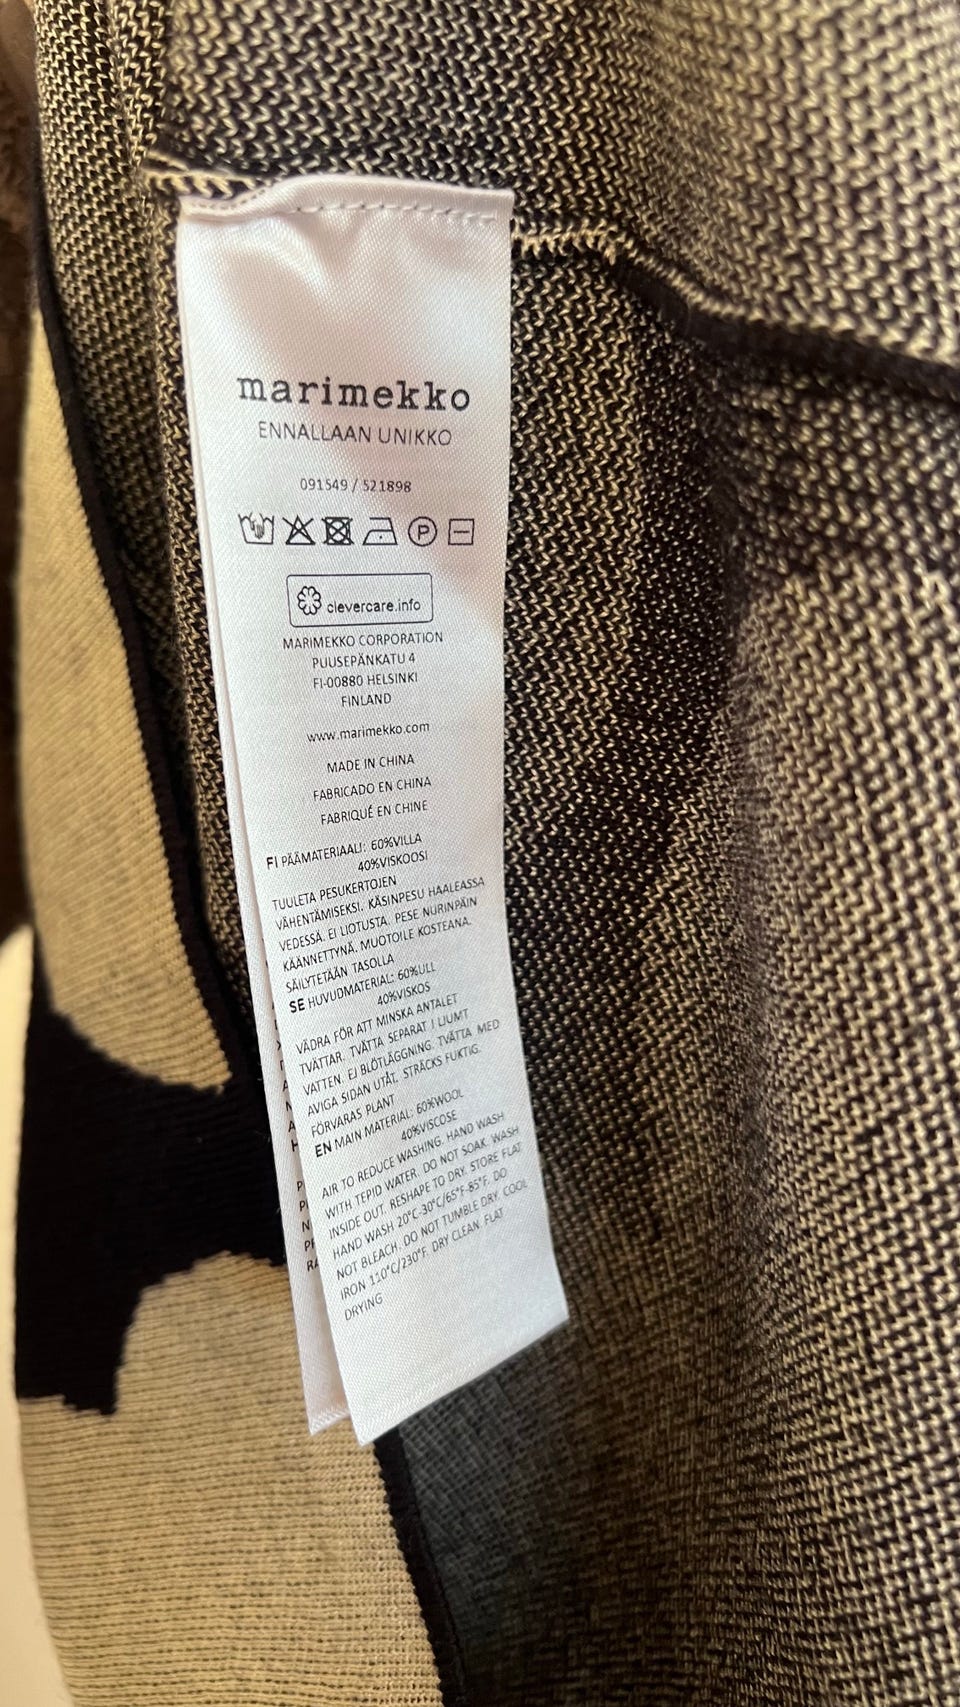 marimekko
ENNALLAAN UNIKKO
091549 / 521898
P
clevercare.info
MARIMEKKO CORPORATION
PUUSEPÄNKATU 4
FI-00880 HELSINKI
FINLAND
www.marimekko.com
MADE IN CHINA
FABRICADO EN CHINA
FABRIQUÉ EN CHINE
FI PÄÄMATERIAALI: 60%VILLA
40%VISKOOSI
TUULETA PESUKERTOJEN
VÄHENTÄMISEKSI. KÄSINPESU HAALEASSA
VEDESSÄ. EI LIOTUSTA. PESE NURINPÄIN
KÄÄNNETTYNÄ. MUOTOILE KOSTEANA.
SÄILYTETÄÄN TASOLLA
SE HUVUDMATERIAL: 60%ULL
40%VISKOS
VÄDRA FÖR ATT MINSKA ANTALET
TVÄTTAR. TVÄTTA SEPARAT I LJUMT
VATTEN. EJ BLÖTLÄGGNING. TVÄTTA MED
AVIGA SIDAN UTÅT. STRÄCKS FUKTIG.
FÖRVARAS PLANT
EN MAIN MATERIAL: 60%WOOL
40%VISCOSE
AIR TO REDUCE WASHING. HAND WASH
WITH TEPID WATER. DO NOT SOAK. WASH
INSIDE OUT. RESHAPE TO DRY. STORE FLAT
HAND WASH 20°C-30°C/65°F-85°F. DO
NOT BLEACH. DO NOT TUMBLE DRY. COOL
IRON 110°C/230°F. DRY CLEAN. FLAT
DRYING